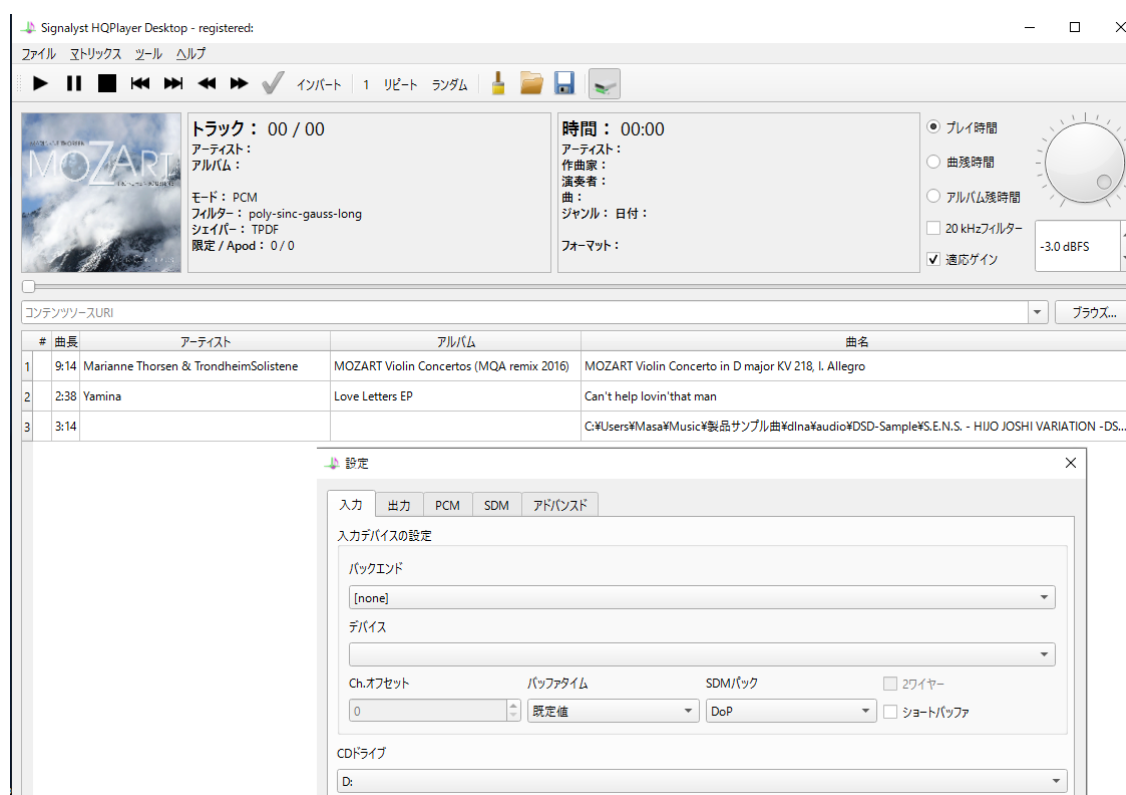 Signalyst HQPlayer Desktop - registered:
ファイル マトリックス ツール ヘルプ
インポート 1 リピート ランダム
MOZART
トラック： 00 / 00
アーティスト：
アルバム：
モード： PCM
フィルター： poly-sinc-gauss-long
シェイパー： TPDF
限定 / Apod： 0 / 0
時間： 00:00
アーティスト：
作曲家：
演奏者：
曲：
ジャンル： 日付：
フォーマット：
プレイ時間
曲残時間
アルバム残時間
20 kHzフィルター
適応ゲイン
-3.0 dBFS
コンテンツソースURI
ブラウズ...
# 曲長 アーティスト アルバム 曲名
1 9:14 Marianne Thorsen & TrondheimSolistene MOZART Violin Concertos (MQA remix 2016) MOZART Violin Concerto in D major KV 218, I. Allegro
2 2:38 Yamina Love Letters EP Can't help lovin'that man
3 3:14 C:¥Users¥Masa¥Music¥製品サンプル曲¥dlna¥audio¥DSD-Sample¥S.E.N.S. - HIJO JOSHI VARIATION -DS...
設定
入力 出力 PCM SDM アドバンスド
入力デバイスの設定
バックエンド
[none]
デバイス
Ch.オフセット バッファタイム SDMパック 2ワイヤー
0 既定値 DoP ショートバッファ
CDドライブ
D: